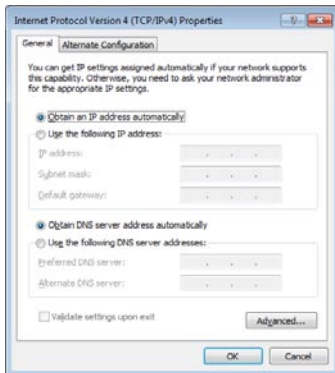 Internet Protocol Version 4 (TCP/IPv4) Properties
General Alternate Configuration
You can get IP settings assigned automatically if your network supports
this capability. Otherwise, you need to ask your network administrator
for the appropriate IP settings.
Obtain an IP address automatically
Use the following IP address:
IP address:
Subnet mask:
Default gateway:
Obtain DNS server address automatically
Use the following DNS server addresses:
Preferred DNS server:
Alternate DNS server:
Validate settings upon exit
Advanced...
OK Cancel